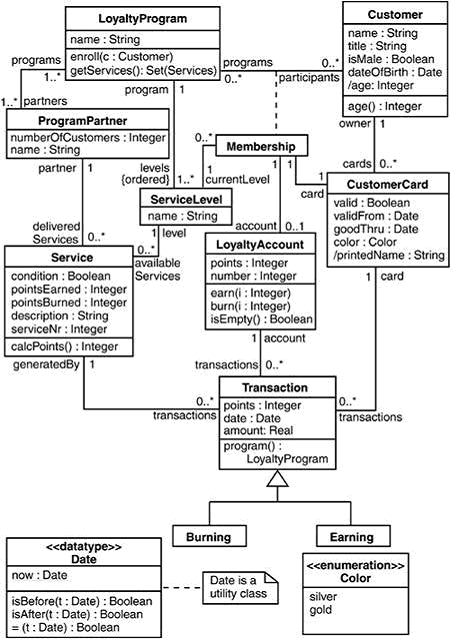 LoyaltyProgram
name : String
enroll(c : Customer)
getServices(): Set(Services)
Customer
name : String
title : String
isMale : Boolean
dateOfBirth : Date
/age: Integer
age() : Integer
programs
1..*
programs
0..*
0..*
participants
1..*
partners
program
1
owner
1
ProgramPartner
numberOfCustomers : Integer
name : String
partner
1
0..*
Membership
levels
{ordered}
1..*
currentLevel
1
1
1
1
card
cards
0..*
ServiceLevel
name : String
1
level
CustomerCard
valid : Boolean
validFrom : Date
goodThru : Date
color : Color
/printedName : String
delivered
Services
0..*
0..*
available
Services
account
0..1
Service
condition : Boolean
pointsEarned : Integer
pointsBurned : Integer
description : String
serviceNr : Integer
calcPoints() : Integer
LoyaltyAccount
points : Integer
number : Integer
earn(i : Integer)
burn(i : Integer)
isEmpty() : Boolean
1
card
generatedBy
1
1
account
transactions
0..*
0..*
transactions
0..*
transactions
Transaction
points : Integer
date : Date
amount: Real
program() :
LoyaltyProgram
Burning
Earning
<<datatype>>
Date
now : Date
isBefore(t : Date) : Boolean
isAfter(t : Date) : Boolean
= (t : Date) : Boolean
Date is a
utility class
<<enumeration>>
Color
silver
gold